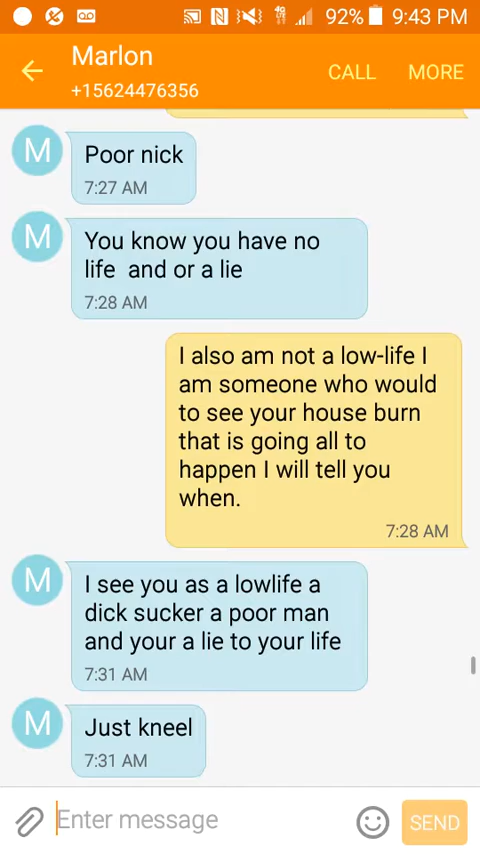 92% 9:43 PM
Marlon
+15624476356
CALL MORE
M
Poor nick
7:27 AM
M
You know you have no
life and or a lie
7:28 AM
I also am not a low-life I
am someone who would
to see your house burn
that is going all to
happen I will tell you
when.
7:28 AM
M
I see you as a lowlife a
dick sucker a poor man
and your a lie to your life
7:31 AM
M
Just kneel
7:31 AM
Enter message
SEND